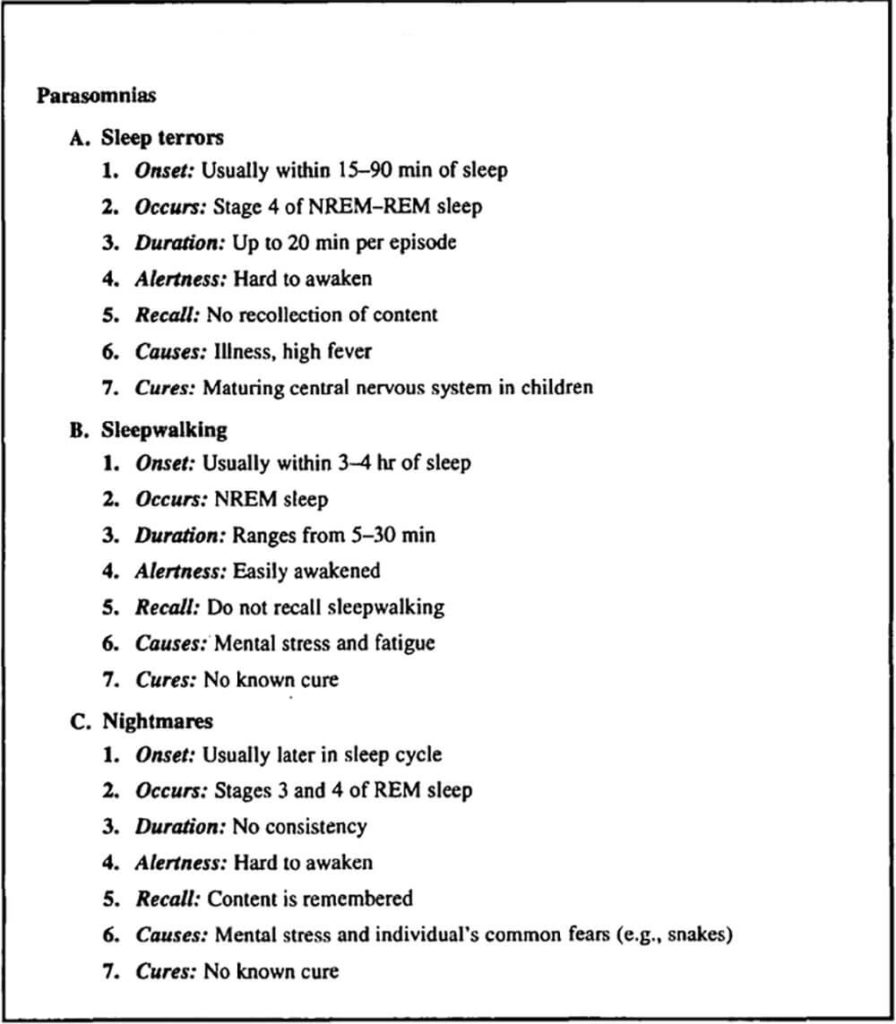 Parasomnias
A. Sleep terrors
1. Onset: Usually within 15–90 min of sleep
2. Occurs: Stage 4 of NREM–REM sleep
3. Duration: Up to 20 min per episode
4. Alertness: Hard to awaken
5. Recall: No recollection of content
6. Causes: Illness, high fever
7. Cures: Maturing central nervous system in children
B. Sleepwalking
1. Onset: Usually within 3–4 hr of sleep
2. Occurs: NREM sleep
3. Duration: Ranges from 5–30 min
4. Alertness: Easily awakened
5. Recall: Do not recall sleepwalking
6. Causes: Mental stress and fatigue
7. Cures: No known cure
C. Nightmares
1. Onset: Usually later in sleep cycle
2. Occurs: Stages 3 and 4 of REM sleep
3. Duration: No consistency
4. Alertness: Hard to awaken
5. Recall: Content is remembered
6. Causes: Mental stress and individual's common fears (e.g., snakes)
7. Cures: No known cure